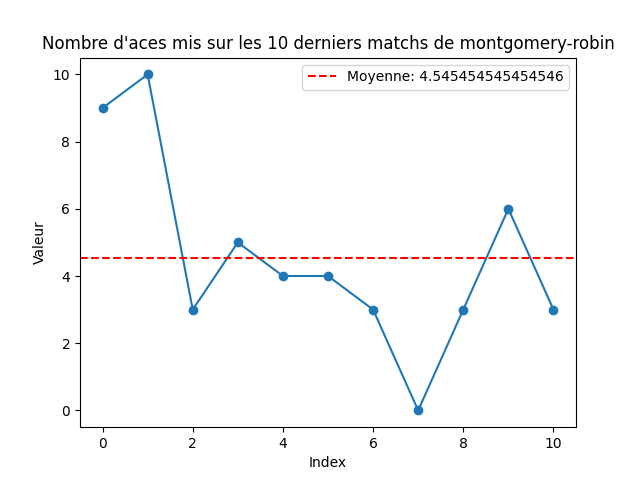 Nombre d'aces mis sur les 10 derniers matchs de montgomery-robin
Moyenne: 4.545454545454546
10
8
6
4
2
0
Valeur
0 2 4 6 8 10
Index